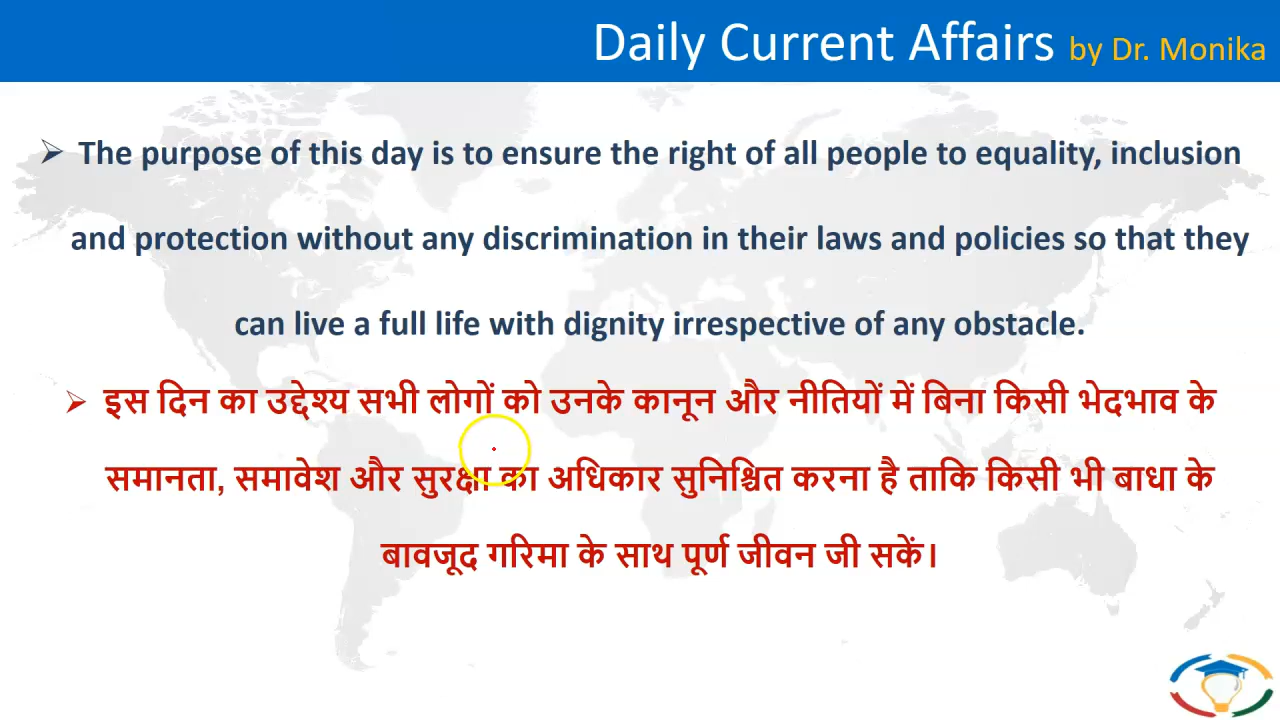 Daily Current Affairs by Dr. Monika
➢ The purpose of this day is to ensure the right of all people to equality, inclusion
and protection without any discrimination in their laws and policies so that they
can live a full life with dignity irrespective of any obstacle.
➢ इस दिन का उद्देश्य सभी लोगों को उनके कानून और नीतियों में बिना किसी भेदभाव के
समानता, समावेश और सुरक्षा का अधिकार सुनिश्चित करना है ताकि किसी भी बाधा के
बावजूद गरिमा के साथ पूर्ण जीवन जी सकें।